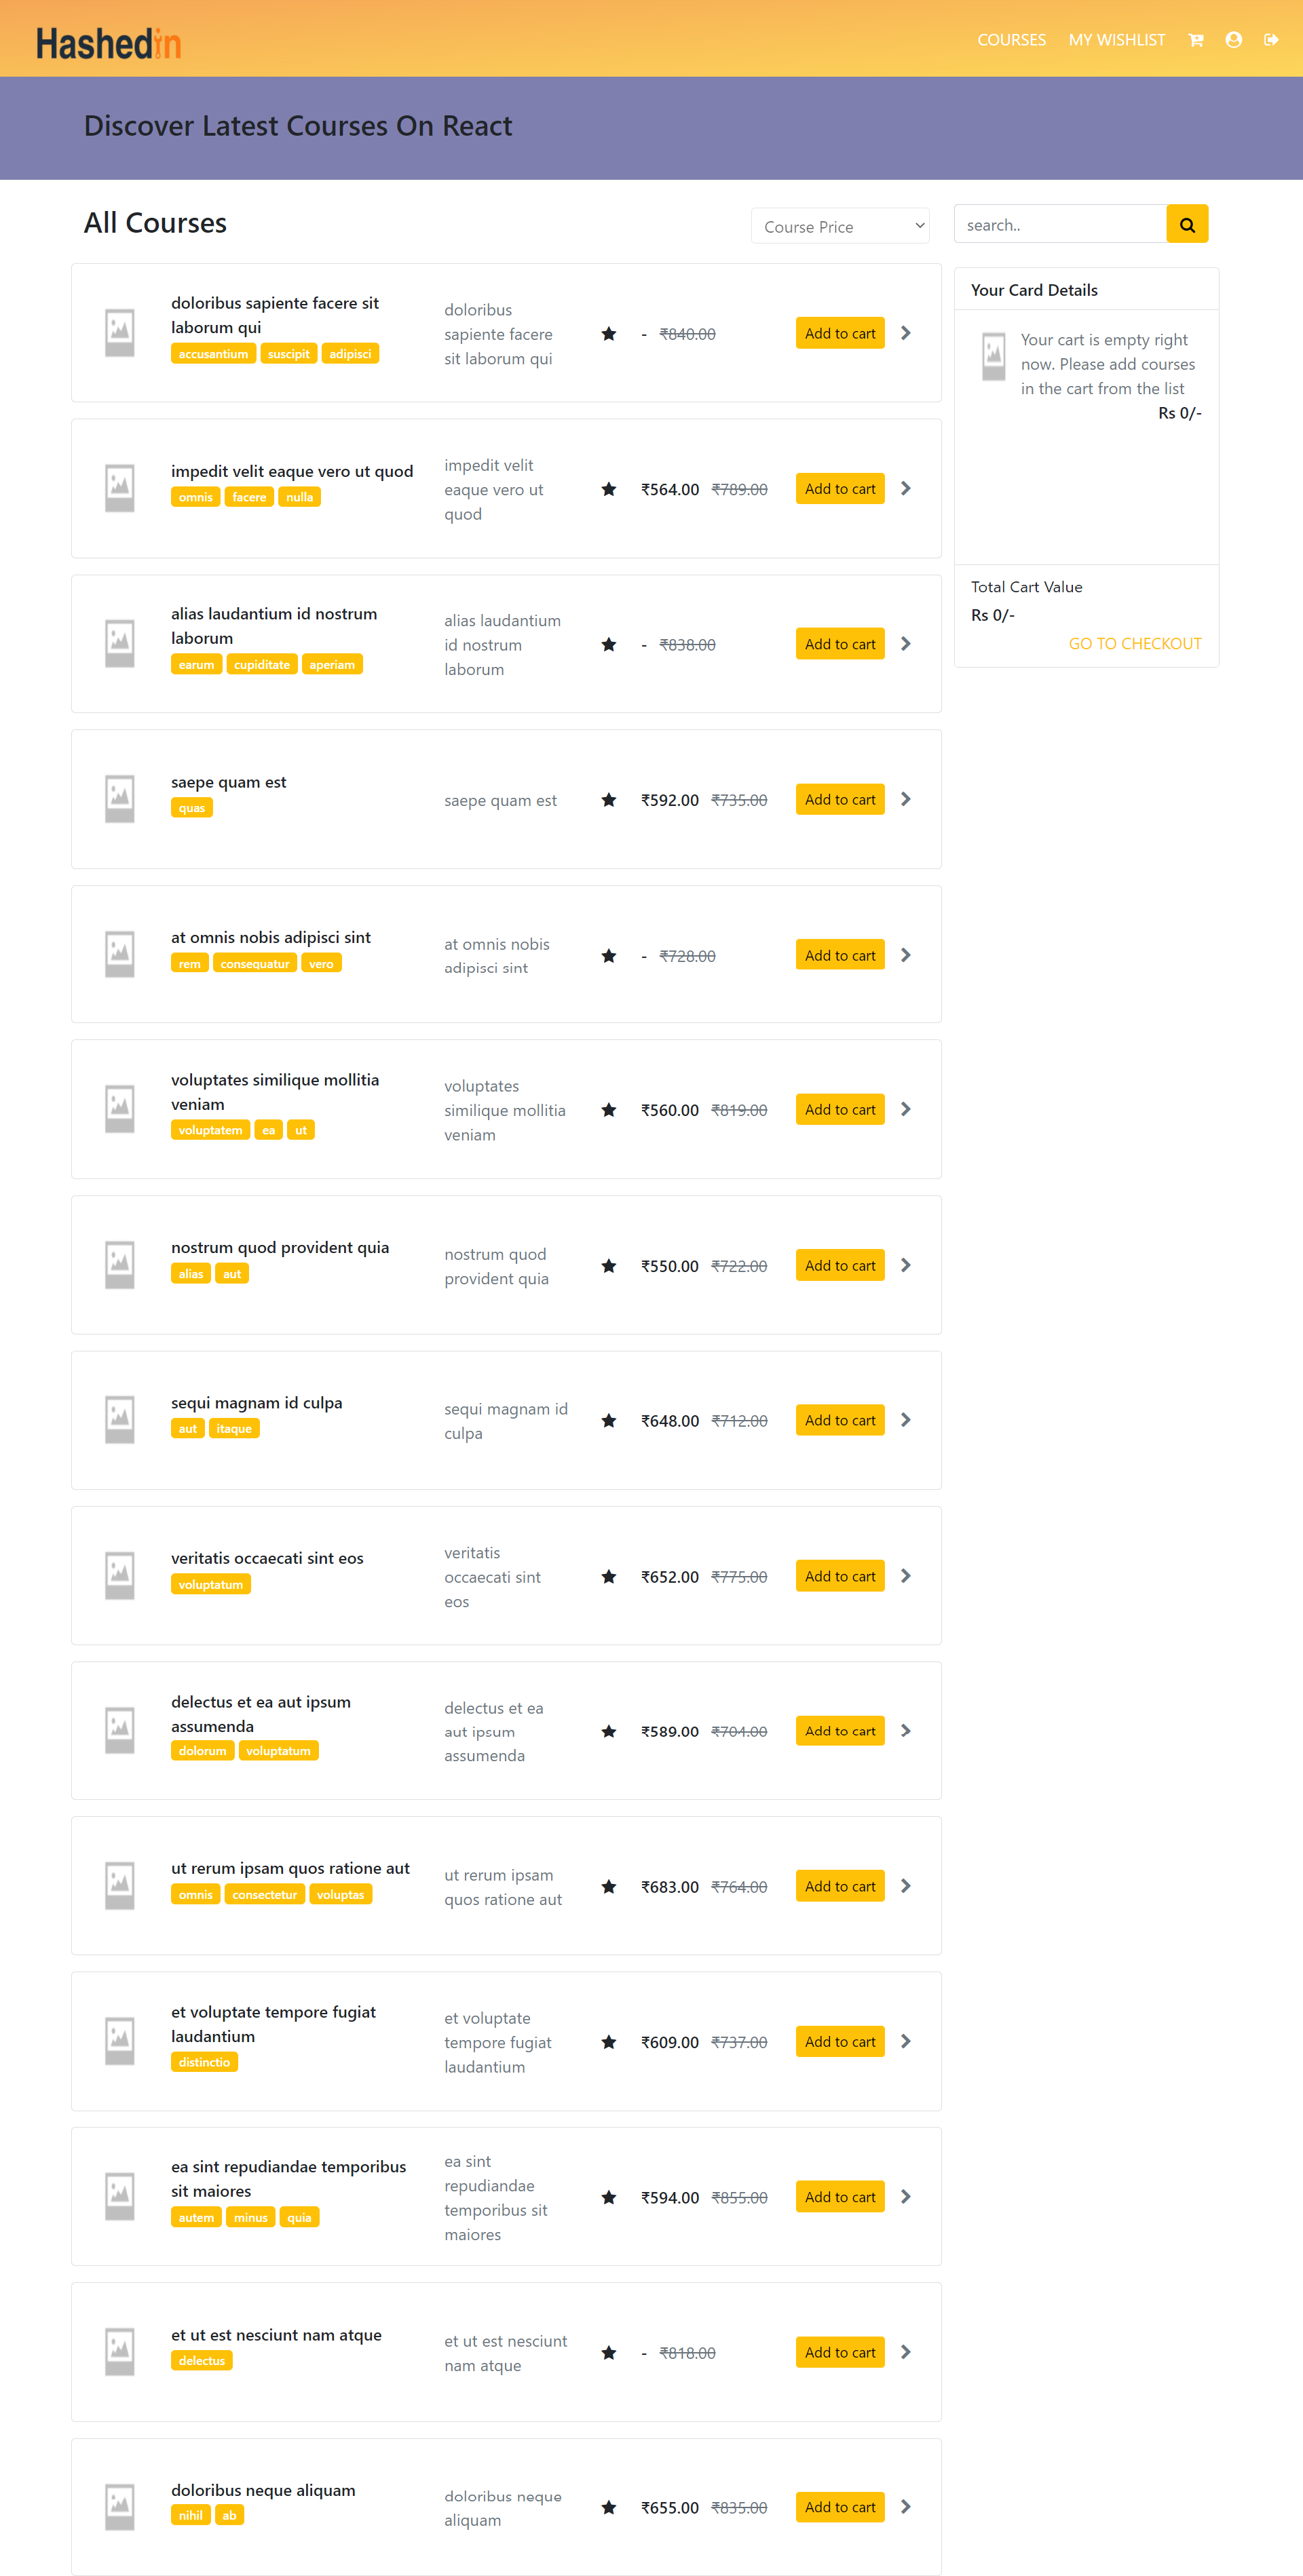 Hashedin
COURSES MY WISHLIST
Discover Latest Courses On React
All Courses
Course Price
search..
doloribus sapiente facere sit
laborum qui
accusantium suscipit adipisci
doloribus
sapiente facere
sit laborum qui
- ₹840.00
Add to cart
impedit velit eaque vero ut quod
omnis facere nulla
impedit velit
eaque vero ut
quod
₹564.00 ₹789.00
Add to cart
alias laudantium id nostrum
laborum
earum cupiditate aperiam
alias laudantium
id nostrum
laborum
- ₹838.00
Add to cart
saepe quam est
quas
saepe quam est
₹592.00 ₹735.00
Add to cart
at omnis nobis adipisci sint
rem consequatur vero
at omnis nobis
adipisci sint
- ₹728.00
Add to cart
voluptates similique mollitia
veniam
voluptatem ea ut
voluptates
similique mollitia
veniam
₹560.00 ₹819.00
Add to cart
nostrum quod provident quia
alias aut
nostrum quod
provident quia
₹550.00 ₹722.00
Add to cart
sequi magnam id culpa
aut itaque
sequi magnam id
culpa
₹648.00 ₹712.00
Add to cart
veritatis occaecati sint eos
voluptatum
veritatis
occaecati sint
eos
₹652.00 ₹775.00
Add to cart
delectus et ea aut ipsum
assumenda
dolorum voluptatum
delectus et ea
aut ipsum
assumenda
₹589.00 ₹704.00
Add to cart
ut rerum ipsam quos ratione aut
omnis consectetur voluptas
ut rerum ipsam
quos ratione aut
₹683.00 ₹764.00
Add to cart
et voluptate tempore fugiat
laudantium
distinctio
et voluptate
tempore fugiat
laudantium
₹609.00 ₹737.00
Add to cart
ea sint repudiandae temporibus
sit maiores
autem minus quia
ea sint
repudiandae
temporibus sit
maiores
₹594.00 ₹855.00
Add to cart
et ut est nesciunt nam atque
delectus
et ut est nesciunt
nam atque
- ₹818.00
Add to cart
doloribus neque aliquam
nihil ab
doloribus neque
aliquam
₹655.00 ₹835.00
Add to cart
Your Card Details
Your cart is empty right
now. Please add courses
in the cart from the list
Rs 0/-
Total Cart Value
Rs 0/-
GO TO CHECKOUT